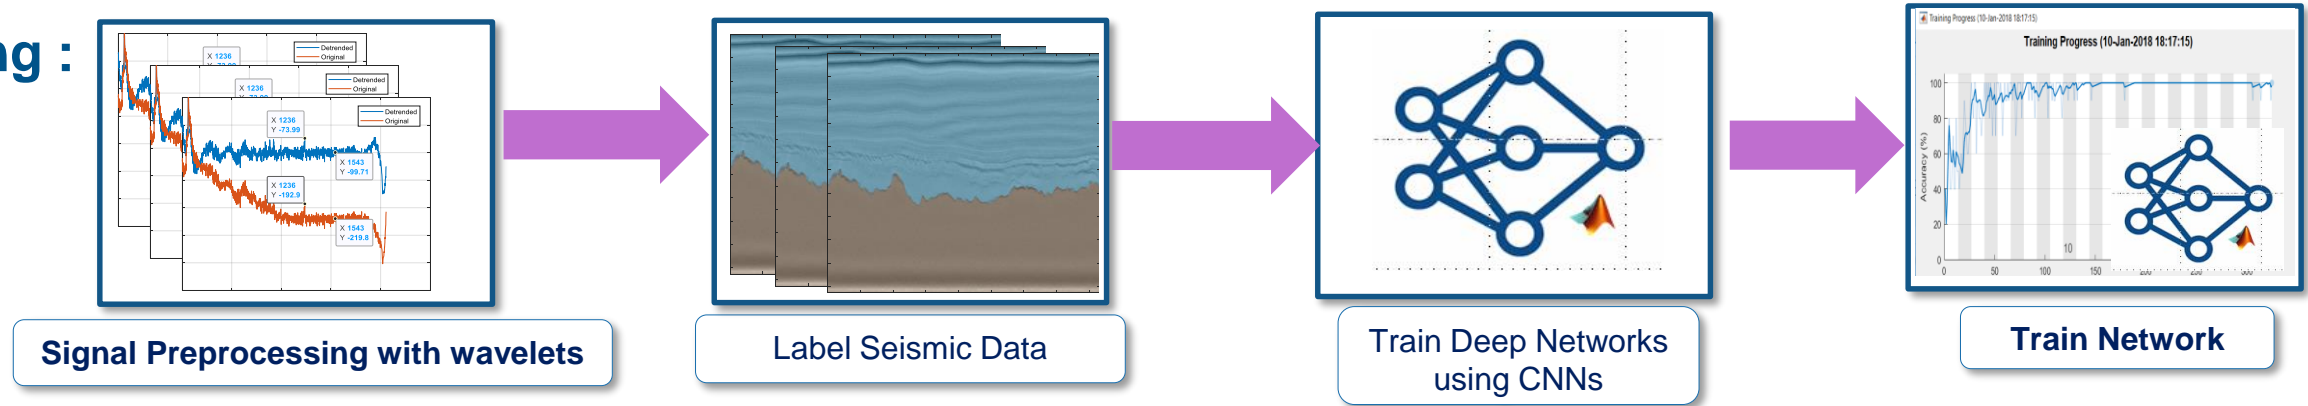 ng :
Detrended
Original
X 1236
Detrended
Original
X 1236
Detrended
Original
X 1236
Y -73.99
X 1543
Y -99.71
X 1236
Y -192.9
X 1543
Y -219.8
Signal Preprocessing with wavelets
Label Seismic Data
Train Deep Networks
using CNNs
Training Progress (10-Jan-2018 18:17:15)
Training Progress (10-Jan-2018 18:17:15)
Accuracy (%)
100
80
60
40
20
0
10
0 50 100 150
Train Network